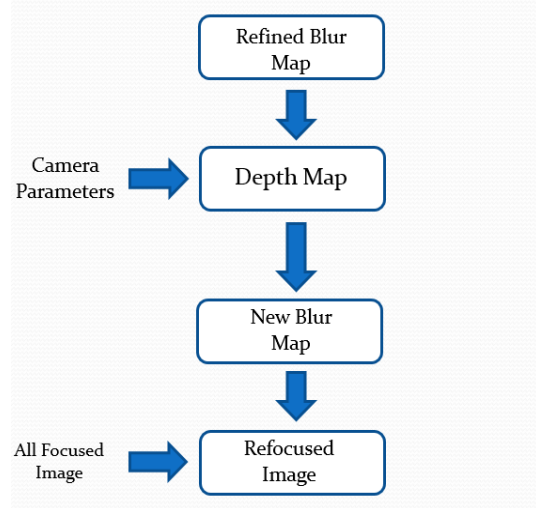 Refined Blur
Map
Camera
Parameters
Depth Map
New Blur
Map
All Focused
Image
Refocused
Image